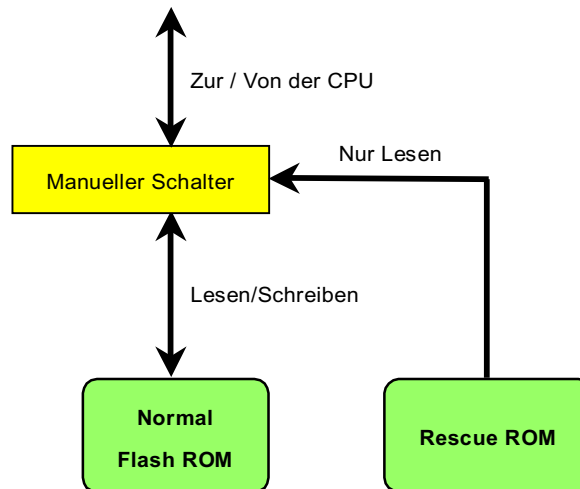 Zur / Von der CPU
Nur Lesen
Manueller Schalter
Lesen/Schreiben
Normal
Flash ROM
Rescue ROM